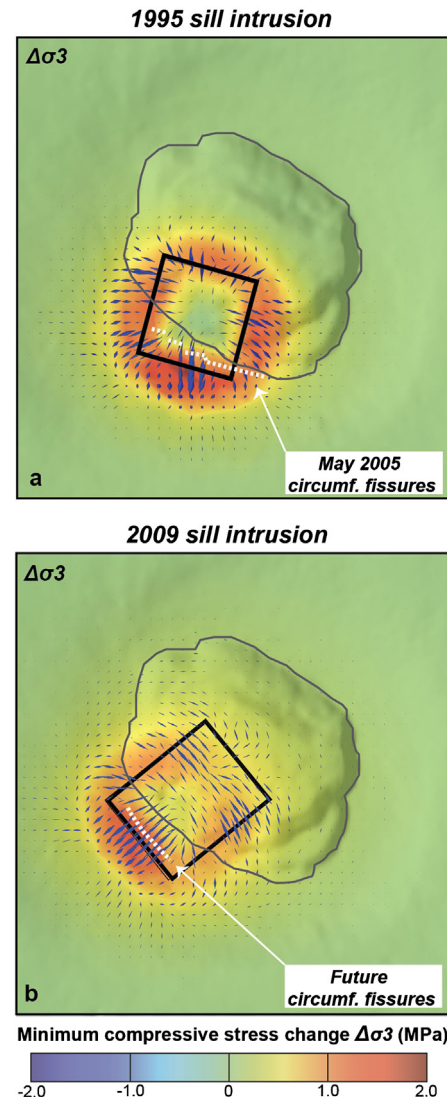 1995 sill intrusion
Δσ3
May 2005
circumf. fissures
a
2009 sill intrusion
Δσ3
Future
circumf. fissures
b
Minimum compressive stress change Δσ3 (MPa)
-2.0 -1.0 0 1.0 2.0